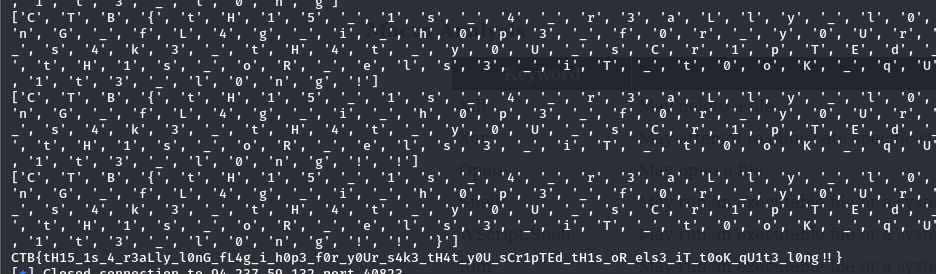 , '1', 't', '3', '_', 'l', '0', 'n', 'g']
['C', 'T', 'B', '{', 't', 'H', '1', '5', '_', '1', 's', '_', '4', '_', 'r', '3', 'a', 'L', 'l', 'y', '_', 'l', '0',
'n', 'G', '_', 'f', 'L', '4', 'g', '_', 'i', '_', 'h', '0', 'p', '3', '_', 'f', '0', 'r', '_', 'y', '0', 'U', 'r', '
_', 's', '4', 'k', '3', '_', 't', 'H', '4', 't', '_', 'y', '0', 'U', '_', 's', 'C', 'r', '1', 'p', 'T', 'E', 'd', '_
', 't', 'H', '1', 's', '_', 'o', 'R', '_', 'e', 'l', 's', '3', '_', 'i', 'T', '_', 't', '0', 'o', 'K', '_', 'q', 'U'
, '1', 't', '3', '_', 'l', '0', 'n', 'g', '!']
['C', 'T', 'B', '{', 't', 'H', '1', '5', '_', '1', 's', '_', '4', '_', 'r', '3', 'a', 'L', 'l', 'y', '_', 'l', '0',
'n', 'G', '_', 'f', 'L', '4', 'g', '_', 'i', '_', 'h', '0', 'p', '3', '_', 'f', '0', 'r', '_', 'y', '0', 'U', 'r', '
_', 's', '4', 'k', '3', '_', 't', 'H', '4', 't', '_', 'y', '0', 'U', '_', 's', 'C', 'r', '1', 'p', 'T', 'E', 'd', '_
', 't', 'H', '1', 's', '_', 'o', 'R', '_', 'e', 'l', 's', '3', '_', 'i', 'T', '_', 't', '0', 'o', 'K', '_', 'q', 'U'
, '1', 't', '3', '_', 'l', '0', 'n', 'g', '!', '!']
['C', 'T', 'B', '{', 't', 'H', '1', '5', '_', '1', 's', '_', '4', '_', 'r', '3', 'a', 'L', 'l', 'y', '_', 'l', '0',
'n', 'G', '_', 'f', 'L', '4', 'g', '_', 'i', '_', 'h', '0', 'p', '3', '_', 'f', '0', 'r', '_', 'y', '0', 'U', 'r', '
_', 's', '4', 'k', '3', '_', 't', 'H', '4', 't', '_', 'y', '0', 'U', '_', 's', 'C', 'r', '1', 'p', 'T', 'E', 'd', '_
', 't', 'H', '1', 's', '_', 'o', 'R', '_', 'e', 'l', 's', '3', '_', 'i', 'T', '_', 't', '0', 'o', 'K', '_', 'q', 'U'
, '1', 't', '3', '_', 'l', '0', 'n', 'g', '!', '!', '}']
CTB{tH15_1s_4_r3aLly_l0nG_fL4g_i_h0p3_f0r_y0Ur_s4k3_tH4t_y0U_sCr1pTEd_tH1s_oR_els3_iT_t0oK_qU1t3_l0ng!!}
[*] Closed connection to 94.237.59.132 port 40823